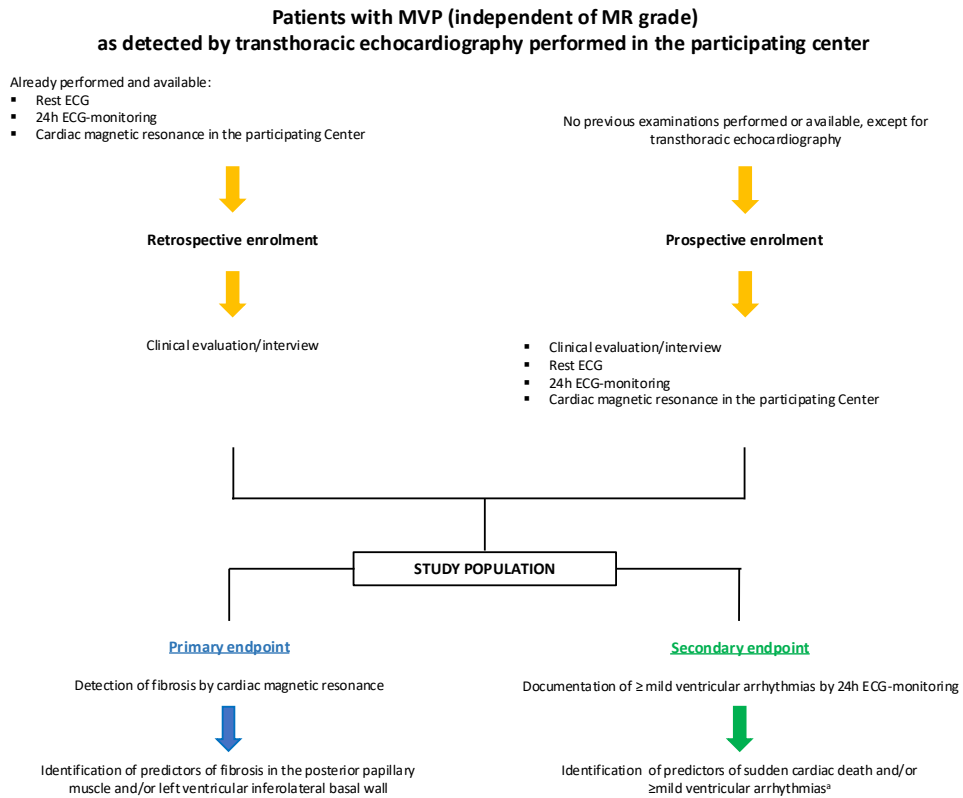 Patients with MVP (independent of MR grade)
as detected by transthoracic echocardiography performed in the participating center
Already performed and available:
▪ Rest ECG
▪ 24h ECG-monitoring
▪ Cardiac magnetic resonance in the participating Center
No previous examinations performed or available, except for
transthoracic echocardiography
Retrospective enrolment
Prospective enrolment
Clinical evaluation/interview
▪ Clinical evaluation/interview
▪ Rest ECG
▪ 24h ECG-monitoring
▪ Cardiac magnetic resonance in the participating Center
STUDY POPULATION
Primary endpoint
Secondary endpoint
Detection of fibrosis by cardiac magnetic resonance
Documentation of ≥ mild ventricular arrhythmias by 24h ECG-monitoring
Identification of predictors of fibrosis in the posterior papillary
muscle and/or left ventricular inferolateral basal wall
Identification of predictors of sudden cardiac death and/or
≥mild ventricular arrhythmiasᵃ